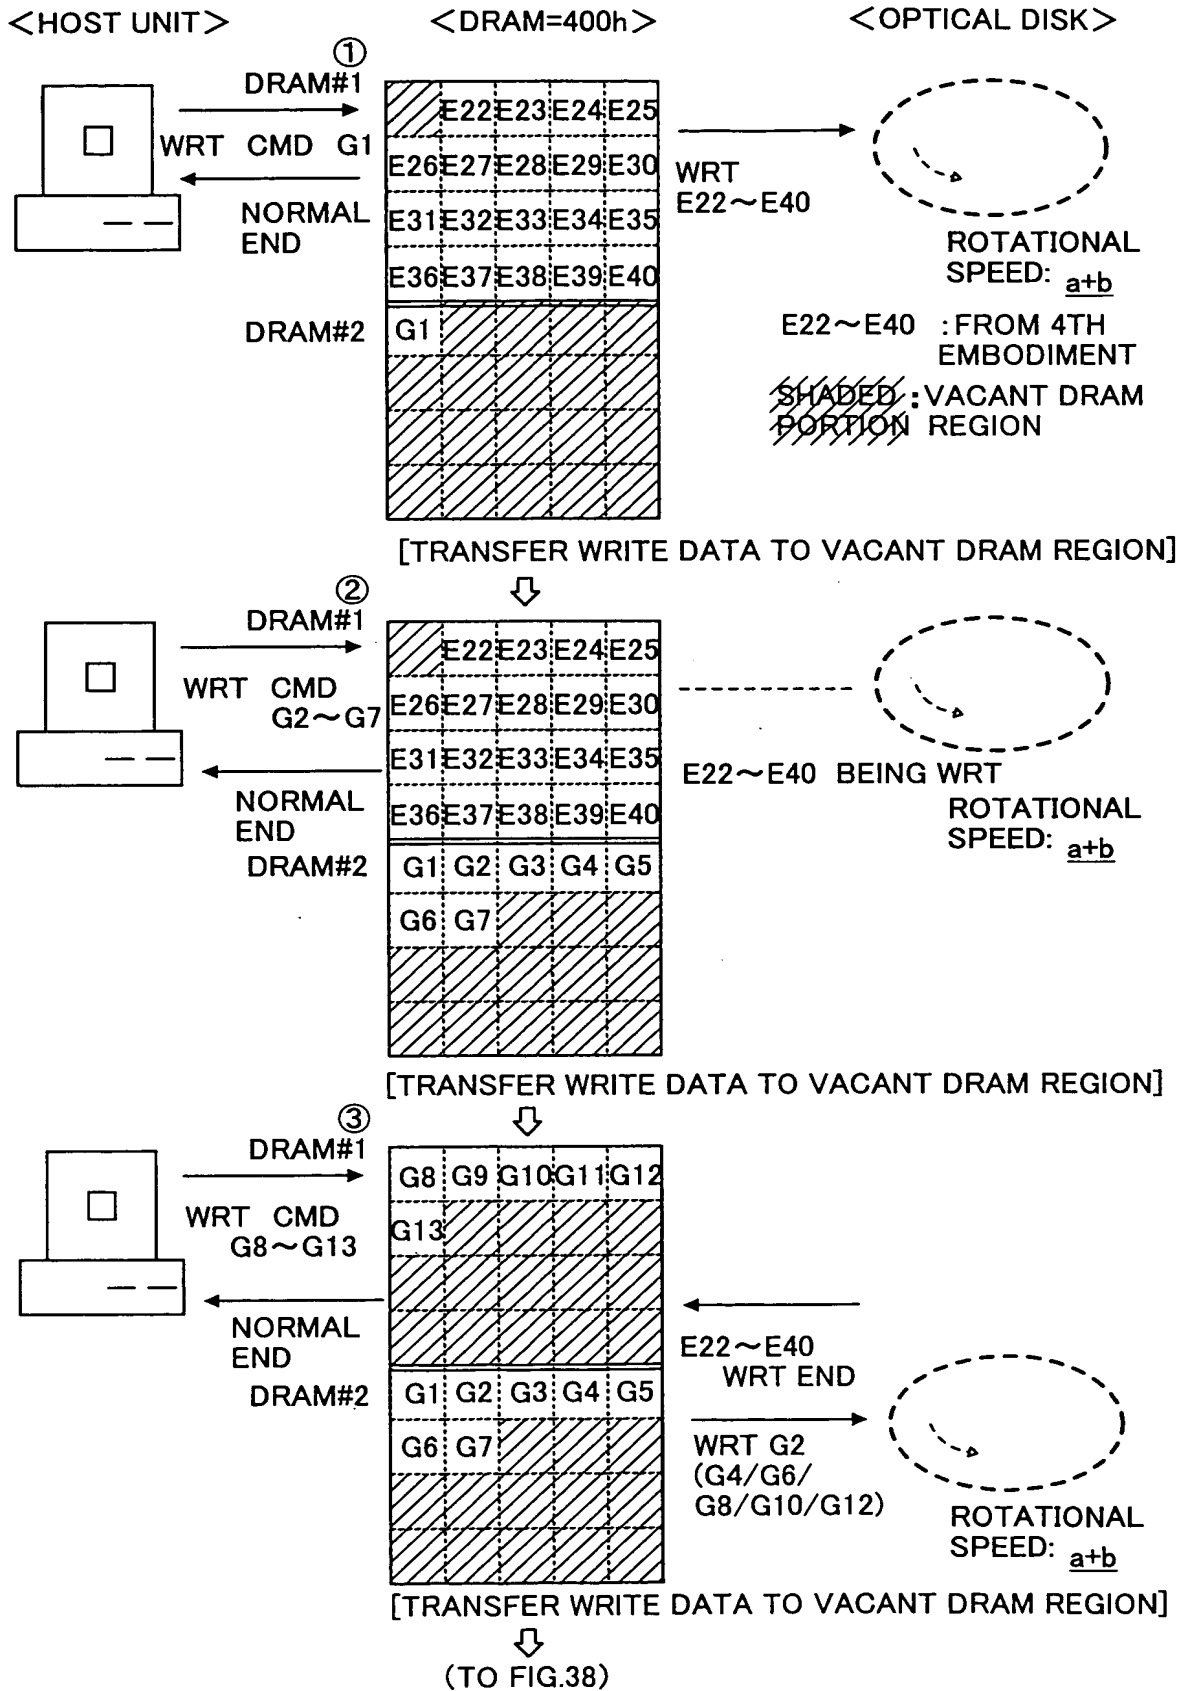 <HOST UNIT>
<DRAM=400h>
<OPTICAL DISK>
①
DRAM#1
WRT CMD G1
NORMAL
END
E22 E23 E24 E25
E26 E27 E28 E29 E30
E31 E32 E33 E34 E35
E36 E37 E38 E39 E40
DRAM#2
G1
WRT
E22～E40
ROTATIONAL
SPEED: a+b
E22～E40 :FROM 4TH
EMBODIMENT
SHADED :VACANT DRAM
PORTION REGION
[TRANSFER WRITE DATA TO VACANT DRAM REGION]
②
DRAM#1
WRT CMD
G2～G7
NORMAL
END
E22 E23 E24 E25
E26 E27 E28 E29 E30
E31 E32 E33 E34 E35
E36 E37 E38 E39 E40
DRAM#2
G1 G2 G3 G4 G5
G6 G7
E22～E40 BEING WRT
ROTATIONAL
SPEED: a+b
[TRANSFER WRITE DATA TO VACANT DRAM REGION]
③
DRAM#1
WRT CMD
G8～G13
NORMAL
END
G8 G9 G10 G11 G12
G13
DRAM#2
G1 G2 G3 G4 G5
G6 G7
E22～E40
WRT END
WRT G2
(G4/G6/
G8/G10/G12)
ROTATIONAL
SPEED: a+b
[TRANSFER WRITE DATA TO VACANT DRAM REGION]
(TO FIG.38)